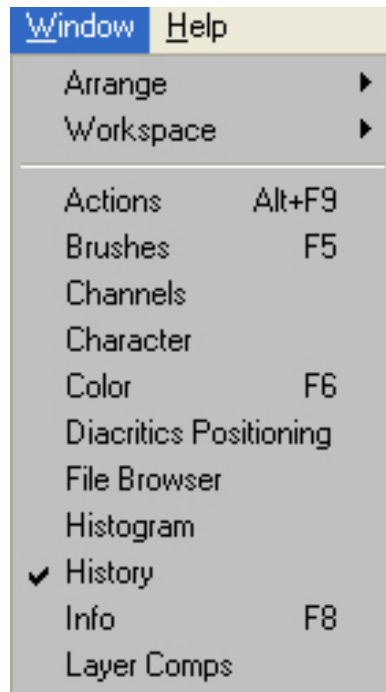 Window Help
Arrange
Workspace
Actions Alt+F9
Brushes F5
Channels
Character
Color F6
Diacritics Positioning
File Browser
Histogram
History
Info F8
Layer Comps